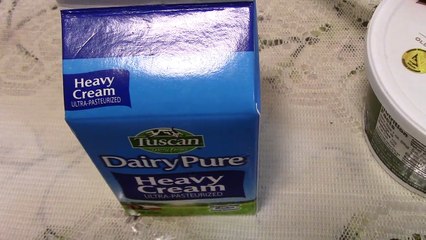 Heavy
Cream
ULTRA-PASTEURIZED
Tuscan
DairyPure
Heavy
Cream
ULTRA-PASTEURIZED